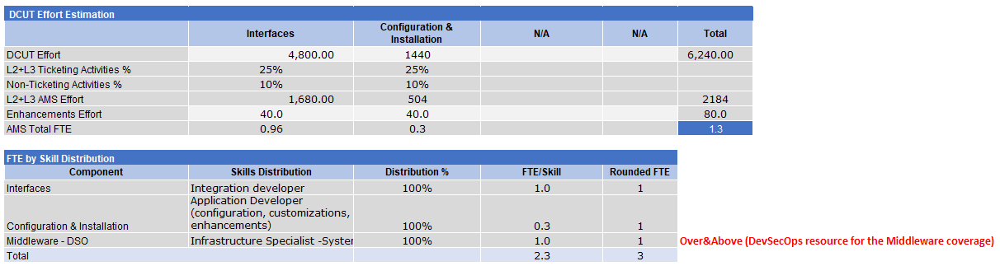 DCUT Effort Estimation
Interfaces Configuration & Installation N/A N/A Total
DCUT Effort 4,800.00 1440 6,240.00
L2+L3 Ticketing Activities % 25% 25%
Non-Ticketing Activities % 10% 10%
L2+L3 AMS Effort 1,680.00 504 2184
Enhancements Effort 40.0 40.0 80.0
AMS Total FTE 0.96 0.3 1.3
FTE by Skill Distribution
Component Skills Distribution Distribution % FTE/Skill Rounded FTE
Interfaces Integration developer 100% 1.0 1
Application Developer
(configuration, customizations,
Configuration & Installation enhancements) 100% 0.3 1
Middleware - DSO Infrastructure Specialist -System 100% 1.0 1 Over&Above (DevSecOps resource for the Middleware coverage)
Total 2.3 3